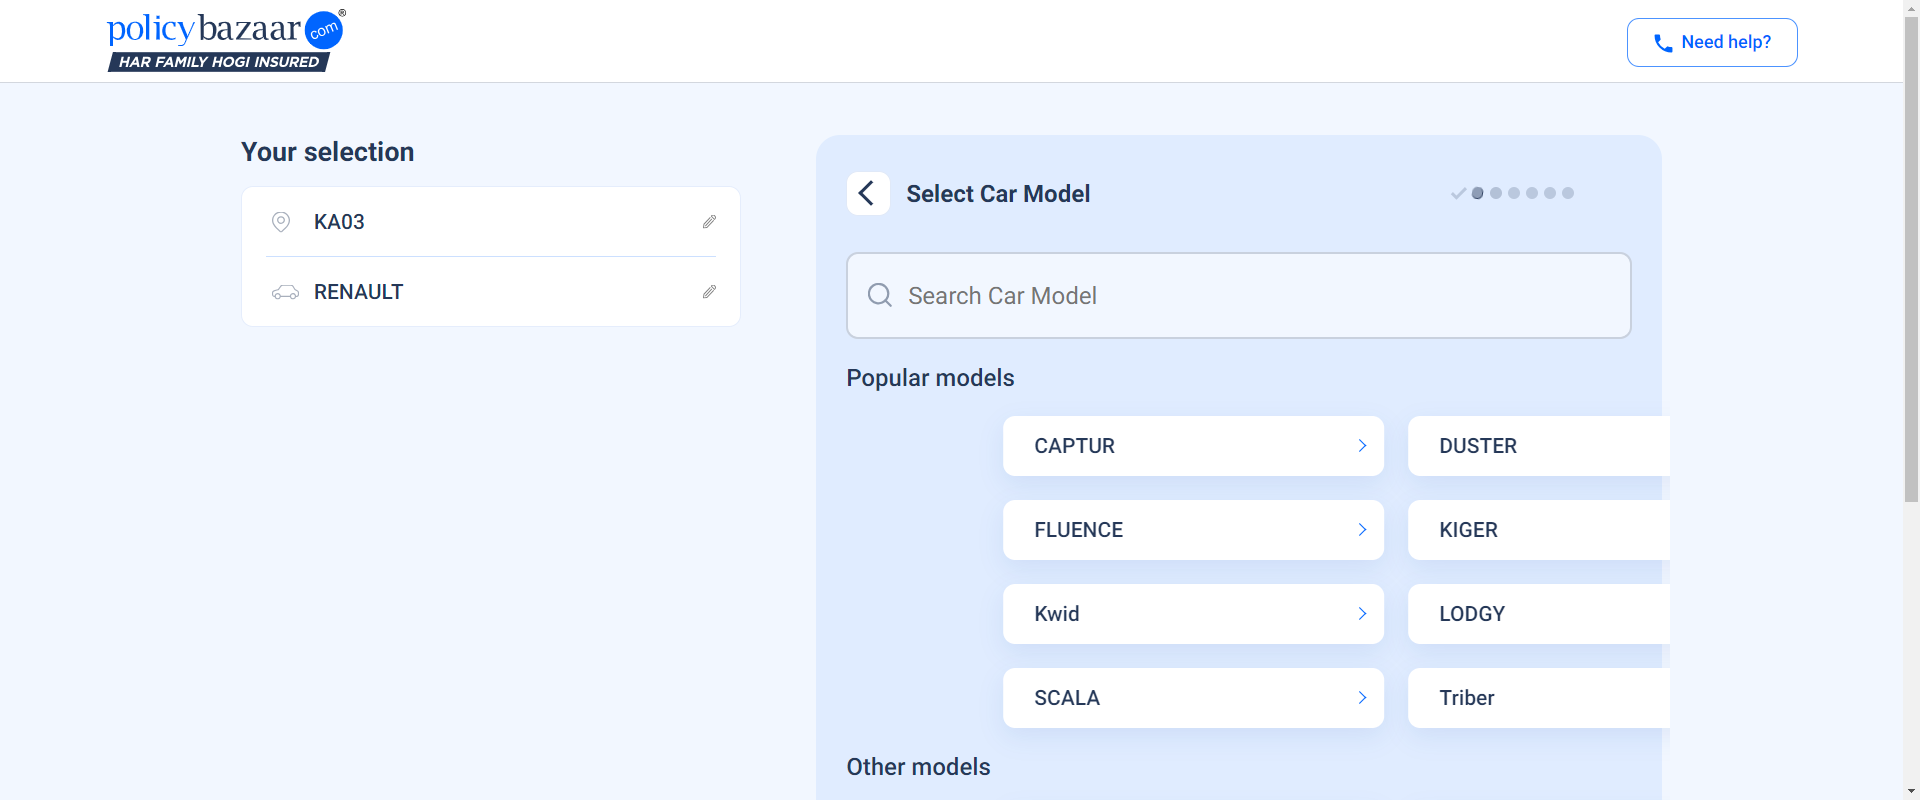 policybazaar com ®
HAR FAMILY HOGI INSURED
Need help?
Your selection
KA03
RENAULT
Select Car Model
Search Car Model
Popular models
CAPTUR
DUSTER
FLUENCE
KIGER
Kwid
LODGY
SCALA
Triber
Other models